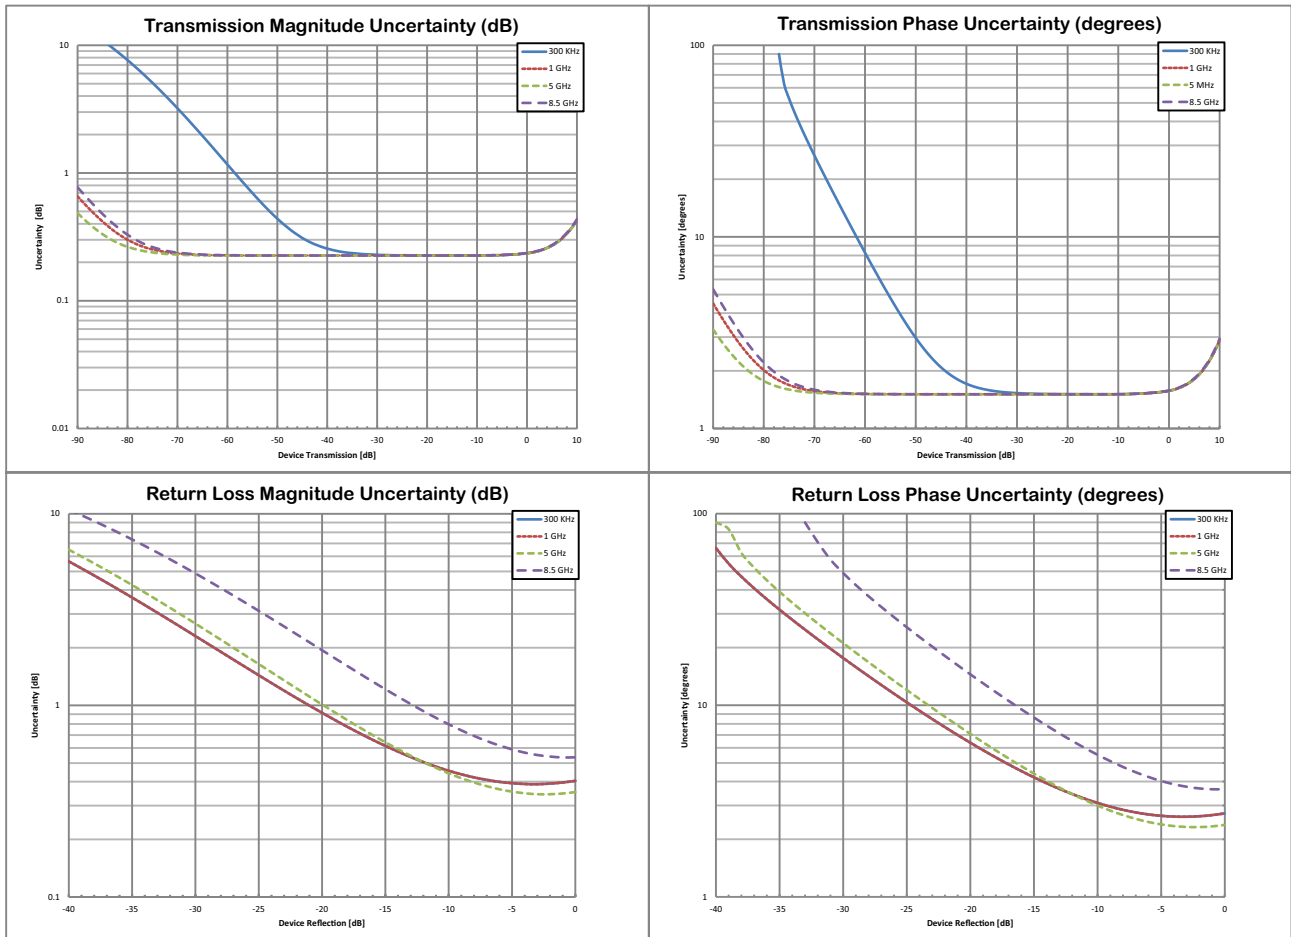 Transmission Magnitude Uncertainty (dB)
10
1
0.1
0.01
Uncertainty [dB]
300 KHz
1 GHz
5 GHz
8.5 GHz
-90 -80 -70 -60 -50 -40 -30 -20 -10 0 10
Device Transmission [dB]
Transmission Phase Uncertainty (degrees)
100
10
1
Uncertainty [degrees]
300 KHz
1 GHz
5 MHz
8.5 GHz
-90 -80 -70 -60 -50 -40 -30 -20 -10 0 10
Device Transmission [dB]
Return Loss Magnitude Uncertainty (dB)
10
1
0.1
Uncertainty [dB]
300 KHz
1 GHz
5 GHz
8.5 GHz
-40 -35 -30 -25 -20 -15 -10 -5 0
Device Reflection [dB]
Return Loss Phase Uncertainty (degrees)
100
10
1
Uncertainty [degrees]
300 KHz
1 GHz
5 GHz
8.5 GHz
-40 -35 -30 -25 -20 -15 -10 -5 0
Device Reflection [dB]